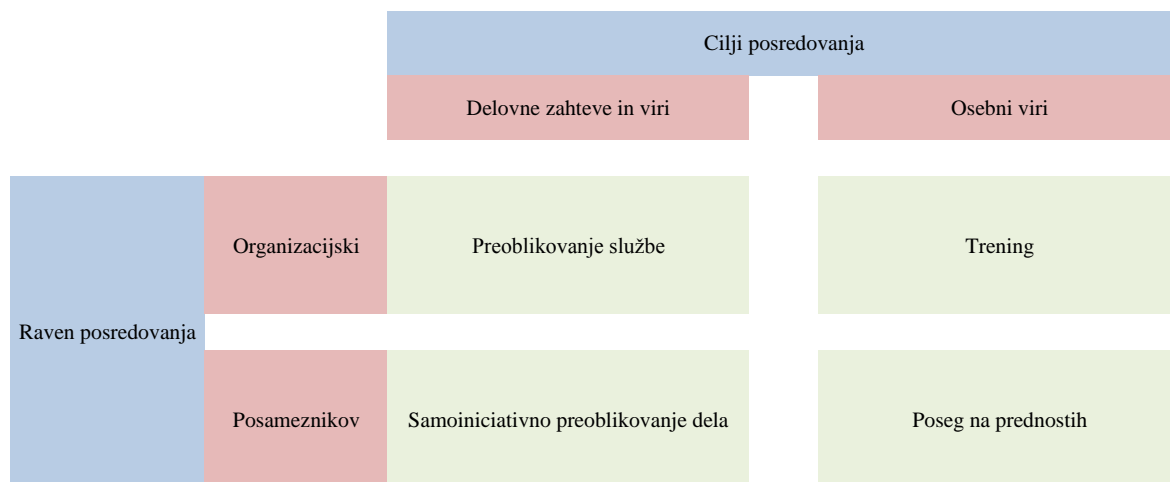 Cilji posredovanja
Delovne zahteve in viri
Osebni viri
Raven posredovanja
Organizacijski
Preoblikovanje službe
Trening
Posameznikov
Samoiniciativno preoblikovanje dela
Poseg na prednostih